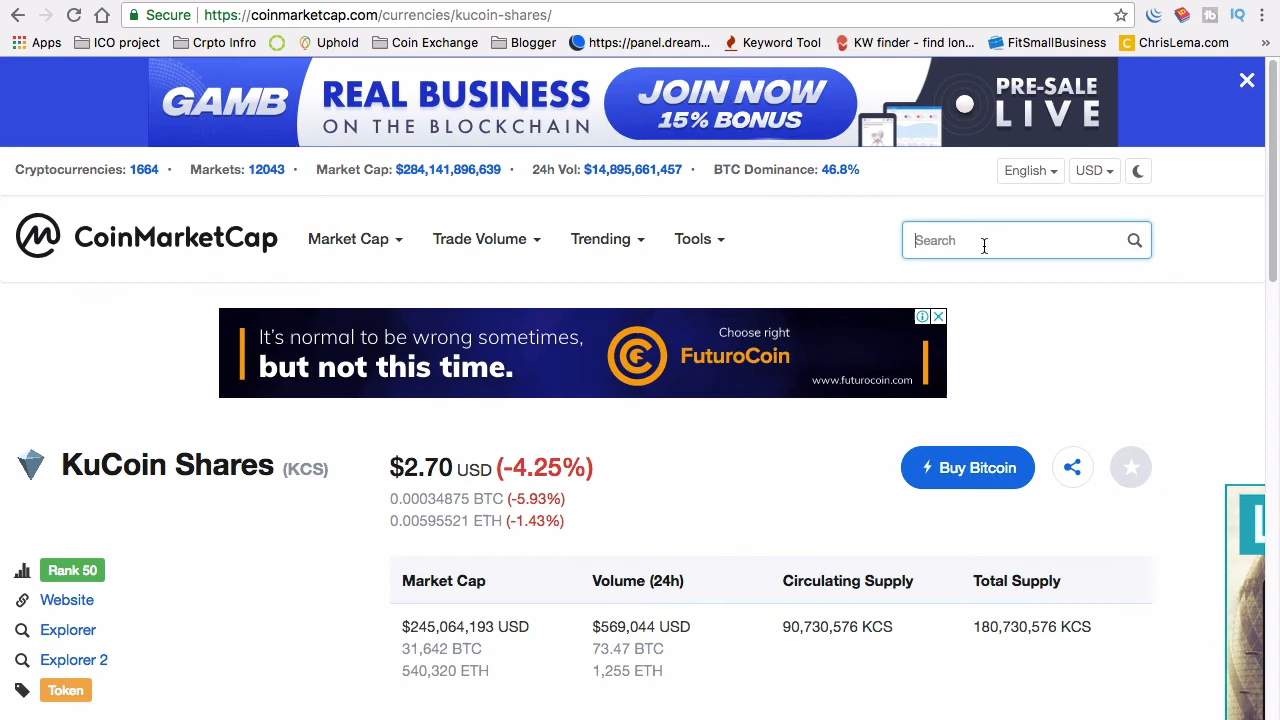 Secure https://coinmarketcap.com/currencies/kucoin-shares/
Apps ICO project Crpto Infro Uphold Coin Exchange Blogger https://panel.dream... Keyword Tool KW finder - find lon... FitSmallBusiness ChrisLema.com »
GAMB REAL BUSINESS ON THE BLOCKCHAIN JOIN NOW 15% BONUS PRE-SALE LIVE
Cryptocurrencies: 1664 • Markets: 12043 • Market Cap: $284,141,896,639 • 24h Vol: $14,895,661,457 • BTC Dominance: 46.8% English USD
CoinMarketCap Market Cap Trade Volume Trending Tools Search
It's normal to be wrong sometimes,
but not this time.
Choose right
FuturoCoin
www.futurocoin.com
KuCoin Shares (KCS) $2.70 USD (-4.25%) Buy Bitcoin
0.00034875 BTC (-5.93%)
0.00595521 ETH (-1.43%)
Rank 50
Website
Explorer
Explorer 2
Token
Market Cap Volume (24h) Circulating Supply Total Supply
$245,064,193 USD $569,044 USD 90,730,576 KCS 180,730,576 KCS
31,642 BTC 73.47 BTC
540,320 ETH 1,255 ETH